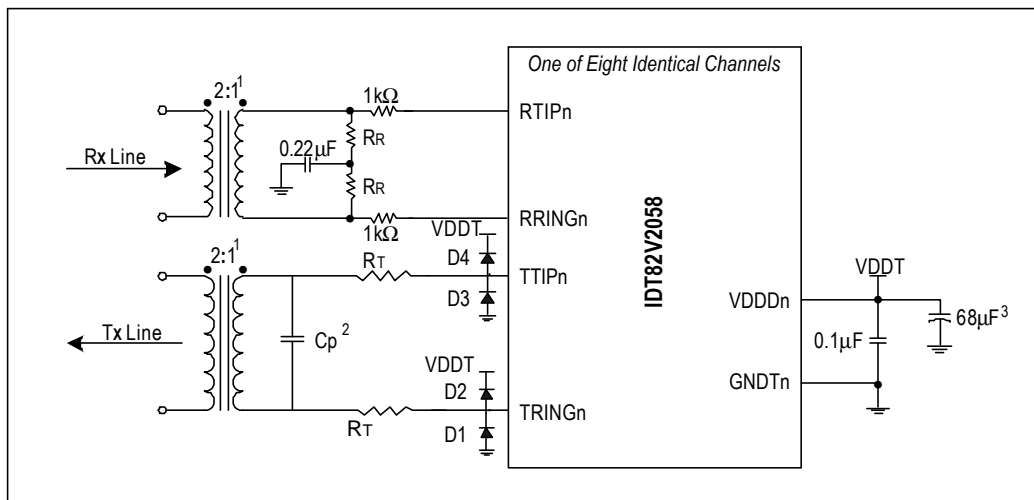 One of Eight Identical Channels
2:1¹
1kΩ
RTIPn
RR
0.22μF
Rx Line
RR
RRINGn
1kΩ
VDDT
2:1¹
RT
D4
TTIPn
D3
IDT82V2058
VDDT
VDDDn
68μF³
0.1μF
Tx Line
Cp²
VDDT
D2
GNDTn
TRINGn
RT
D1